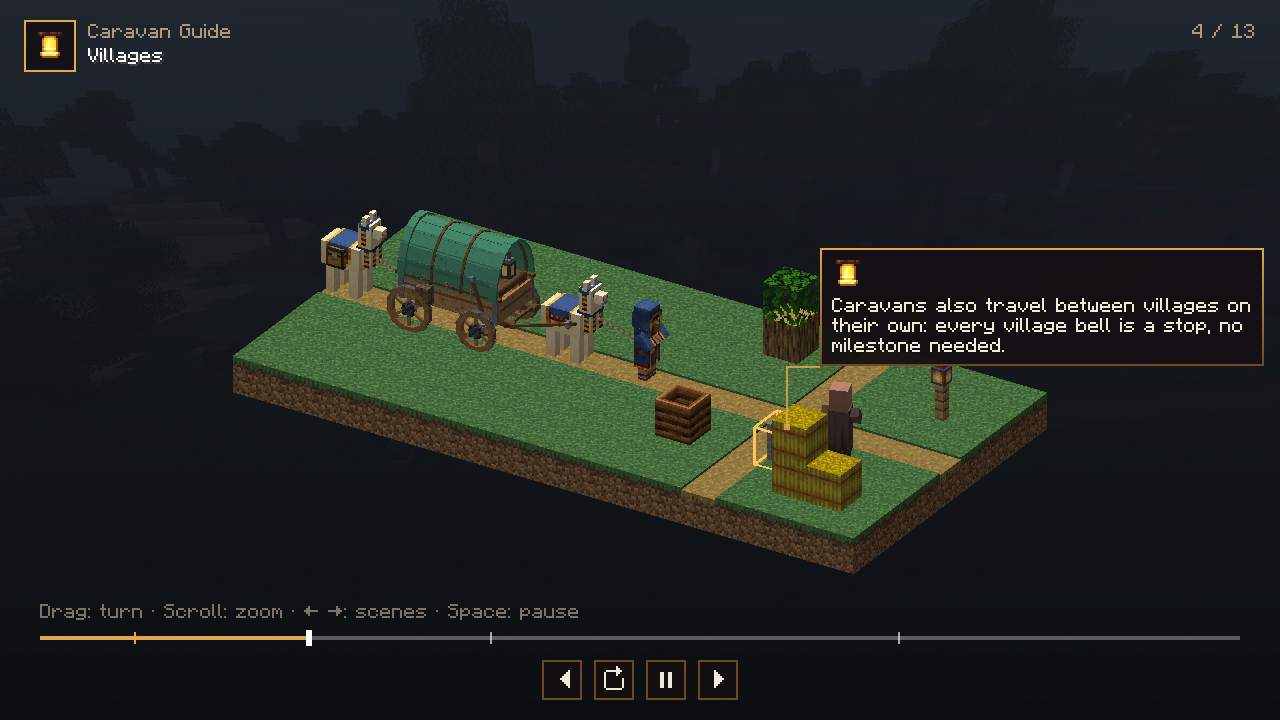 Caravan Guide
Villages
4 / 13
Caravans also travel between villages on
their own: every village bell is a stop, no
milestone needed.
Drag: turn · Scroll: zoom · ← →: scenes · Space: pause